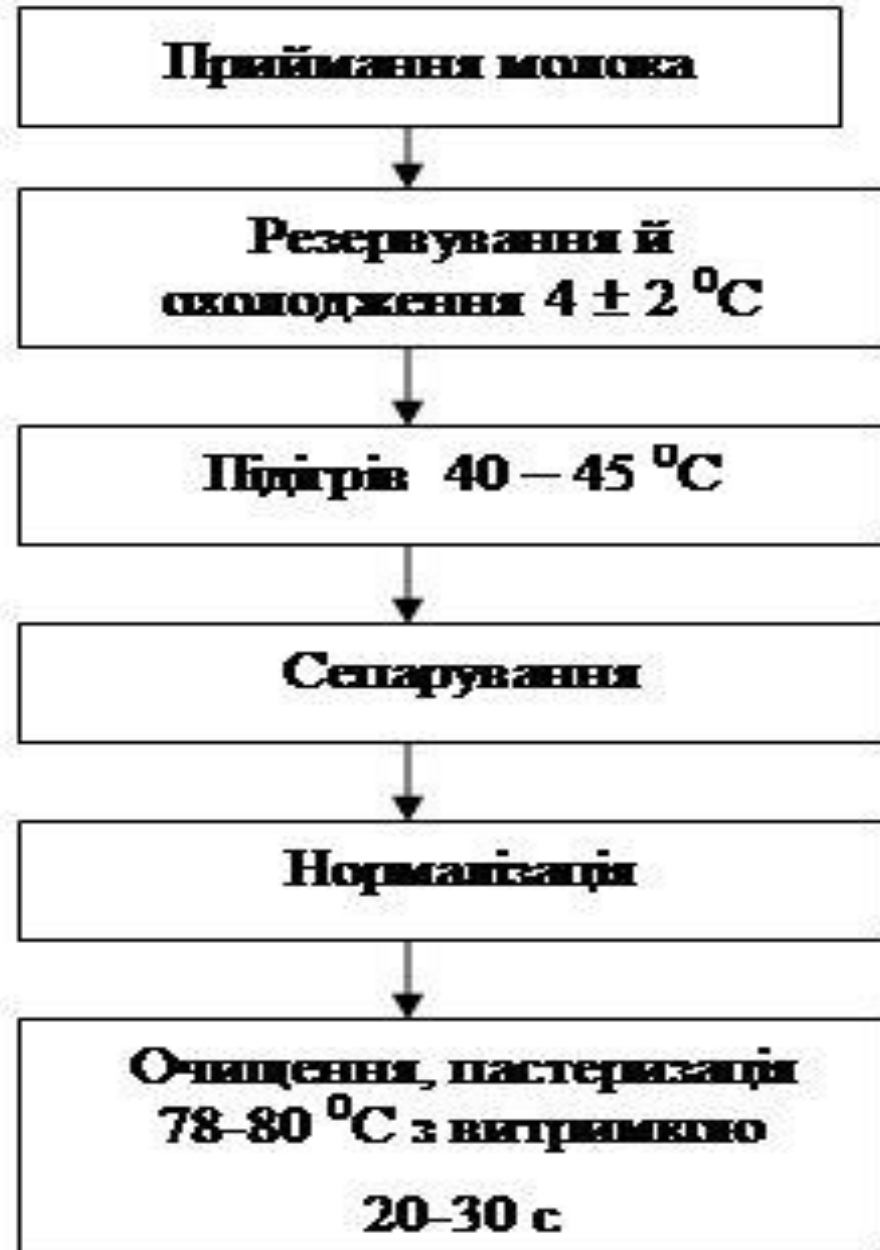 Приймання молока
Резервування й
охолодження 4 ± 2 ⁰С
Підігрів 40 – 45 ⁰С
Сепарування
Нормалізація
Очищення, пастеризація
78-80 ⁰С з витримкою
20-30 с